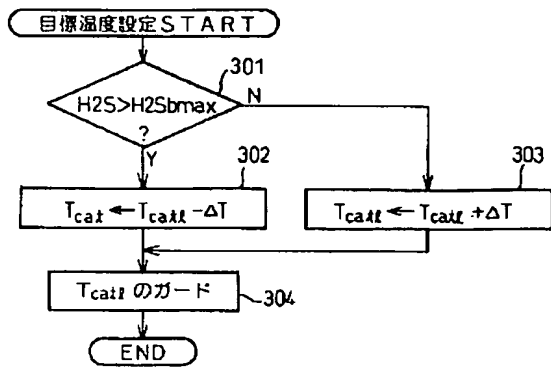 目標温度設定START
301
H2S>H2Sbmax
?
N
Y
302
Tcat ← Tcatl −ΔT
303
Tcatl ← Tcatl +ΔT
Tcatl のガード
304
END